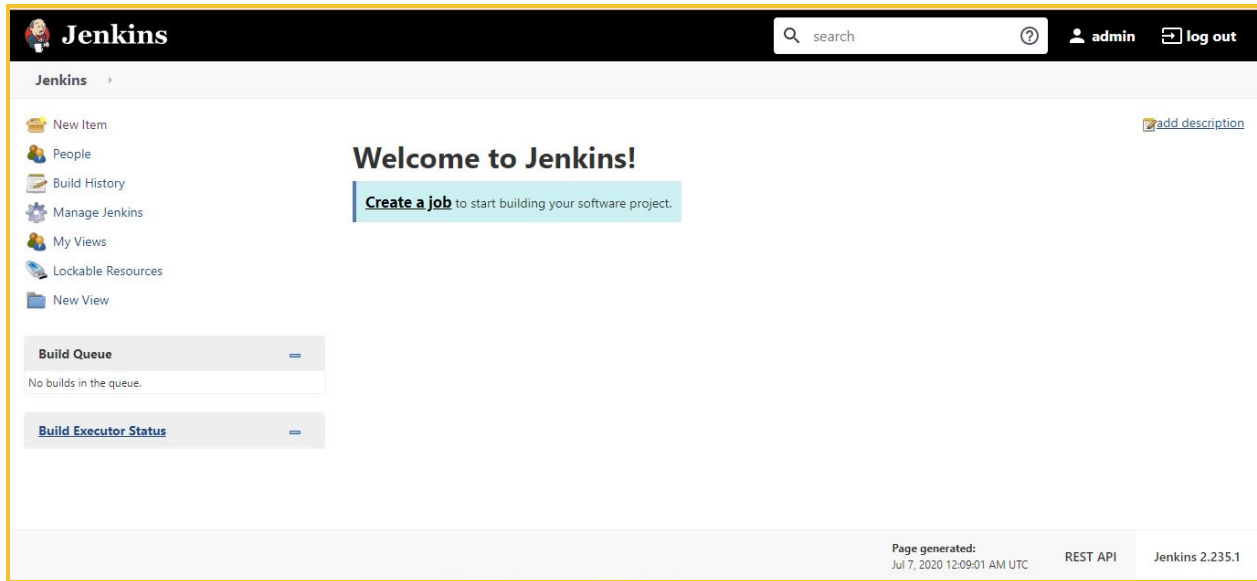 Jenkins
search
admin
log out
Jenkins
New Item
add description
People
Build History
Manage Jenkins
My Views
Lockable Resources
New View
Welcome to Jenkins!
Create a job to start building your software project.
Build Queue
No builds in the queue.
Build Executor Status
Page generated:
Jul 7, 2020 12:09:01 AM UTC
REST API
Jenkins 2.235.1